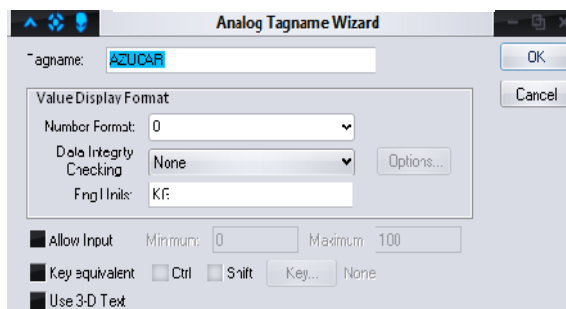 Analog Tagname Wizard
Tagname: AZUCAR OK
Value Display Format Cancel
Number Format: 0
Data Integrity
Checking None Options...
Eng Units: KG
Allow Input Minimum: 0 Maximum 100
Key equivalent Ctrl Shift Key... None
Use 3-D Text